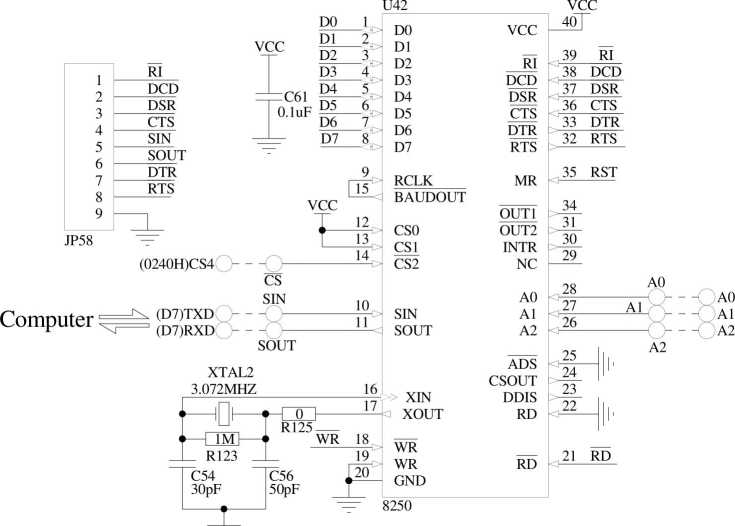 U42
VCC
D0 1 D0 VCC 40
D1 2 D1
D2 3 D2 RI 39 RI
D3 4 D3 DCD 38 DCD
D4 5 D4 DSR 37 DSR
D5 6 D5 CTS 36 CTS
D6 7 D6 DTR 33 DTR
D7 8 D7 RTS 32 RTS
VCC
C61
0.1uF
1 RI
2 DCD
3 DSR
4 CTS
5 SIN
6 SOUT
7 DTR
8 RTS
9
JP58
9 RCLK MR 35 RST
15 BAUDOUT
VCC
OUT1 34
12 CS0 OUT2 31
13 CS1 INTR 30
(0240H)CS4 14 CS2 NC 29
CS
SIN
A0 28 A0 A0
Computer (D7)TXD 10 SIN A1 27 A1 A1
(D7)RXD 11 SOUT A2 26 A2
SOUT
A2
ADS 25
CSOUT 24
XTAL2
3.072MHZ
16 XIN DDIS 23
0 17 XOUT RD 22
R125
1M
R123
WR 18 WR
19 WR RD 21 RD
20 GND
C54
30pF
C56
50pF
8250